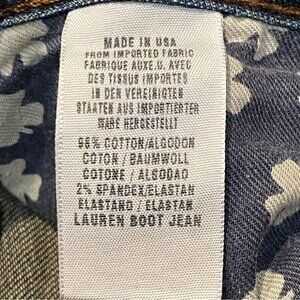 MADE IN USA
FROM IMPORTED FABRIC
FABRIQUE AUX E.U. AVEC
DES TISSUS IMPORTES
IN DEN VEREINIGTEN
STAATEN AUS IMPORTIERTER
WARE HERGESTELLT
98% COTTON/ALGODON
COTON / BAUMWOLL
COTONE / ALGODAO
2% SPANDEX/ELASTAN
ELASTANO / ELASTAN
LAUREN BOOT JEAN